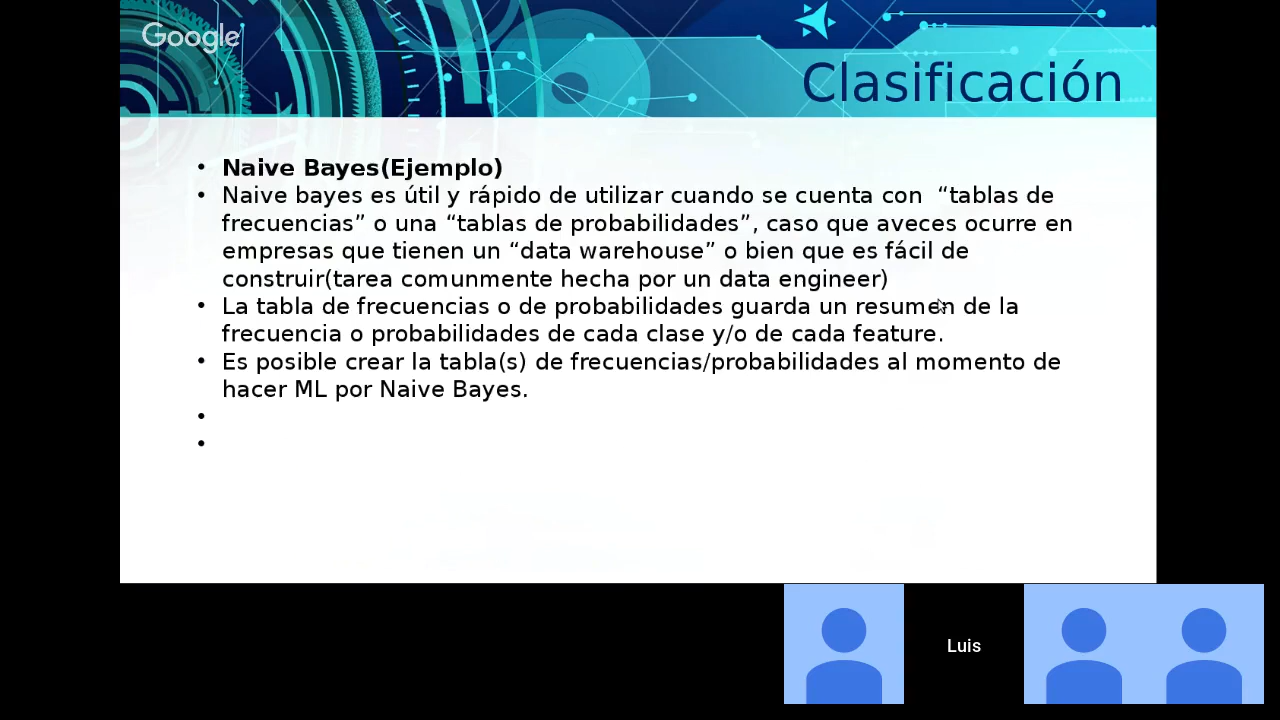 Google
Clasificación
• Naive Bayes(Ejemplo)
• Naive bayes es útil y rápido de utilizar cuando se cuenta con “tablas de
frecuencias” o una “tablas de probabilidades”, caso que aveces ocurre en
empresas que tienen un “data warehouse” o bien que es fácil de
construir(tarea comunmente hecha por un data engineer)
• La tabla de frecuencias o de probabilidades guarda un resumen de la
frecuencia o probabilidades de cada clase y/o de cada feature.
• Es posible crear la tabla(s) de frecuencias/probabilidades al momento de
hacer ML por Naive Bayes.
•
•
Luis